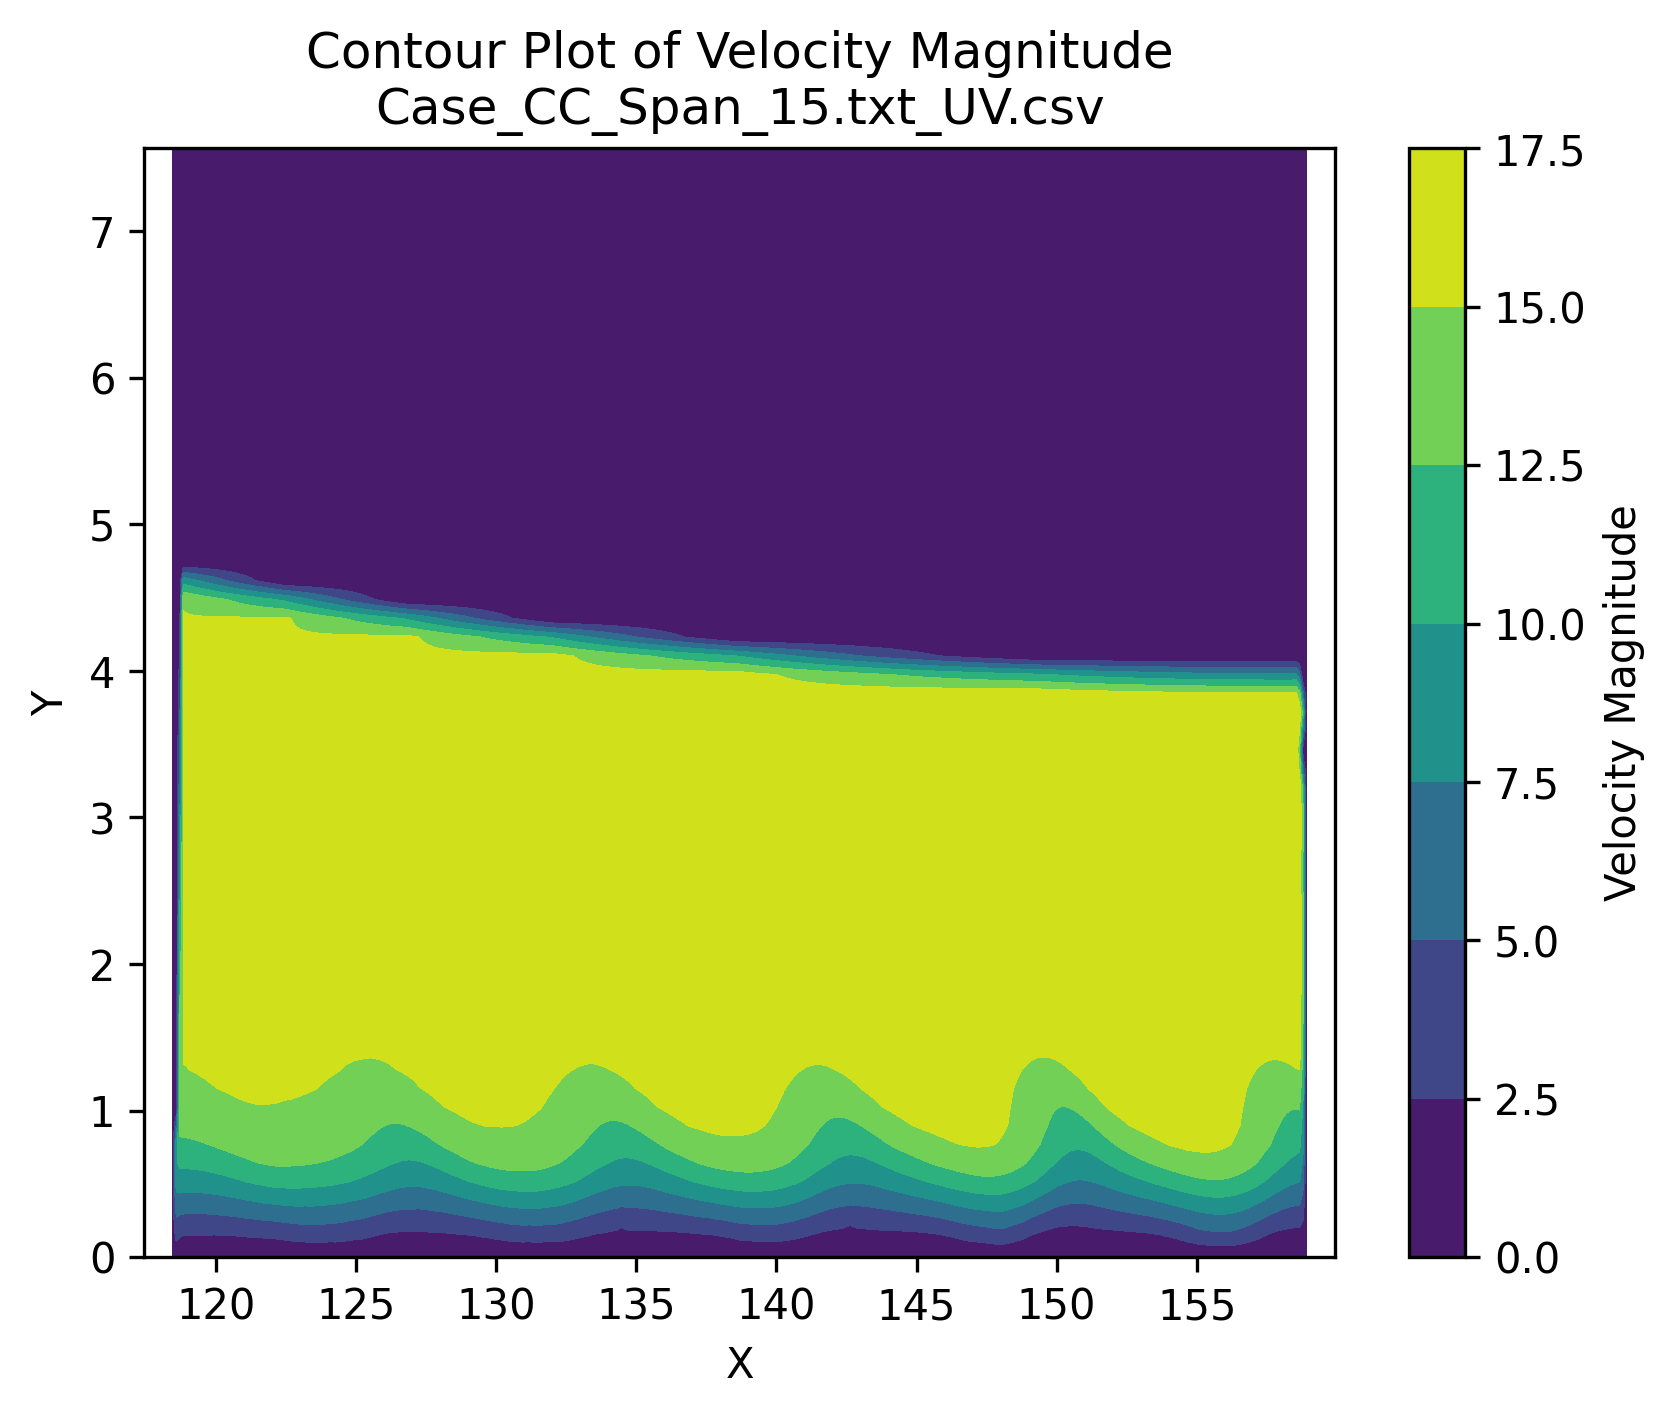 Contour Plot of Velocity Magnitude
Case_CC_Span_15.txt_UV.csv
7
6
5
4
3
2
1
0
Y
120 125 130 135 140 145 150 155
X
17.5
15.0
12.5
10.0
7.5
5.0
2.5
0.0
Velocity Magnitude